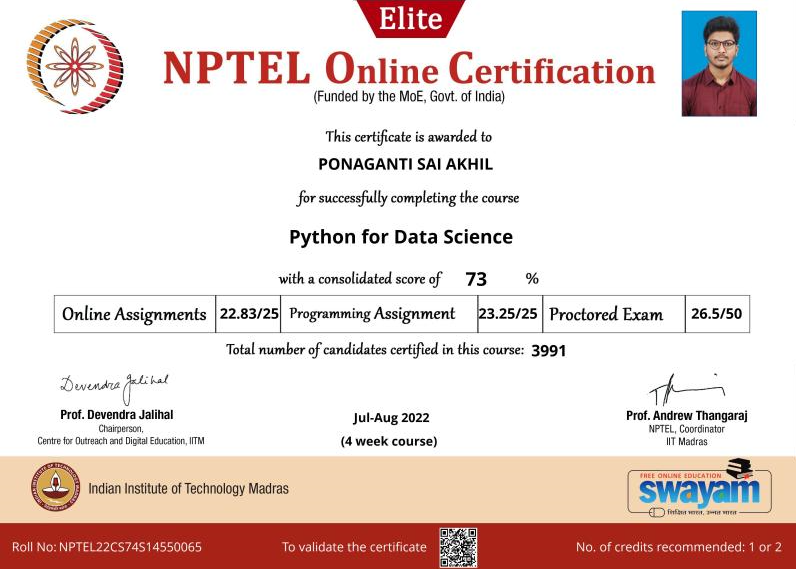 Elite
NPTEL Online Certification
(Funded by the MoE, Govt. of India)
This certificate is awarded to
PONAGANTI SAI AKHIL
for successfully completing the course
Python for Data Science
with a consolidated score of 73 %
Online Assignments 22.83/25 Programming Assignment 23.25/25 Proctored Exam 26.5/50
Total number of candidates certified in this course: 3991
Devendra Jalihal
Prof. Devendra Jalihal
Chairperson,
Centre for Outreach and Digital Education, IITM
Jul-Aug 2022
(4 week course)
Prof. Andrew Thangaraj
NPTEL, Coordinator
IIT Madras
Indian Institute of Technology Madras
FREE ONLINE EDUCATION
swayam
शिक्षित भारत, उन्नत भारत
Roll No: NPTEL22CS74S14550065
To validate the certificate
No. of credits recommended: 1 or 2